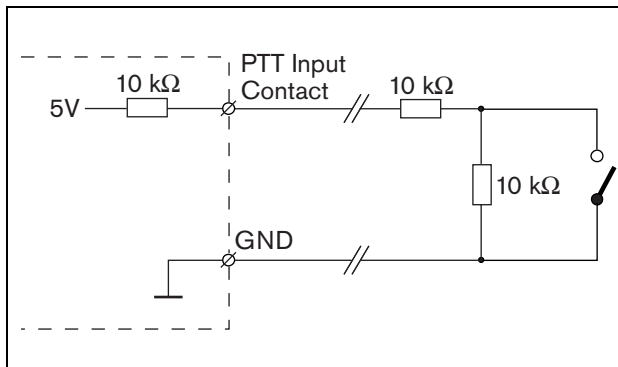 PTT Input
Contact
10 kΩ
5V
10 kΩ
10 kΩ
GND